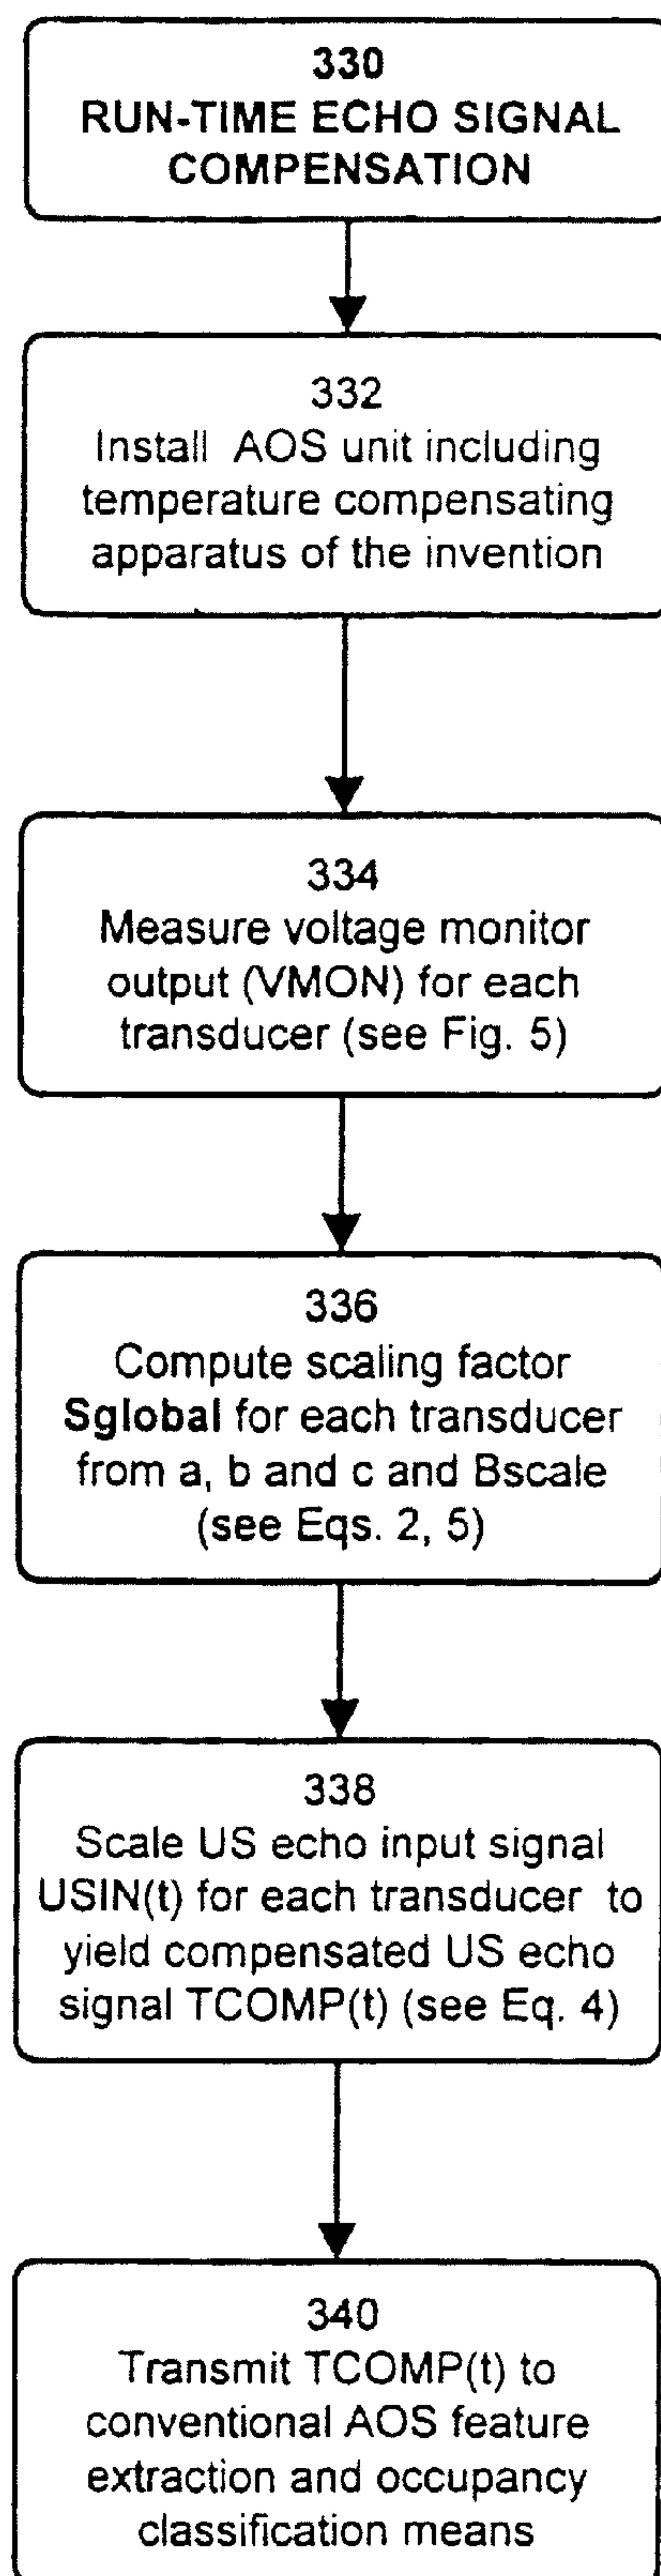 330
RUN-TIME ECHO SIGNAL
COMPENSATION
332
Install AOS unit including
temperature compensating
apparatus of the invention
334
Measure voltage monitor
output (VMON) for each
transducer (see Fig. 5)
336
Compute scaling factor
Sglobal for each transducer
from a, b and c and Bscale
(see Eqs. 2, 5)
338
Scale US echo input signal
USIN(t) for each transducer to
yield compensated US echo
signal TCOMP(t) (see Eq. 4)
340
Transmit TCOMP(t) to
conventional AOS feature
extraction and occupancy
classification means